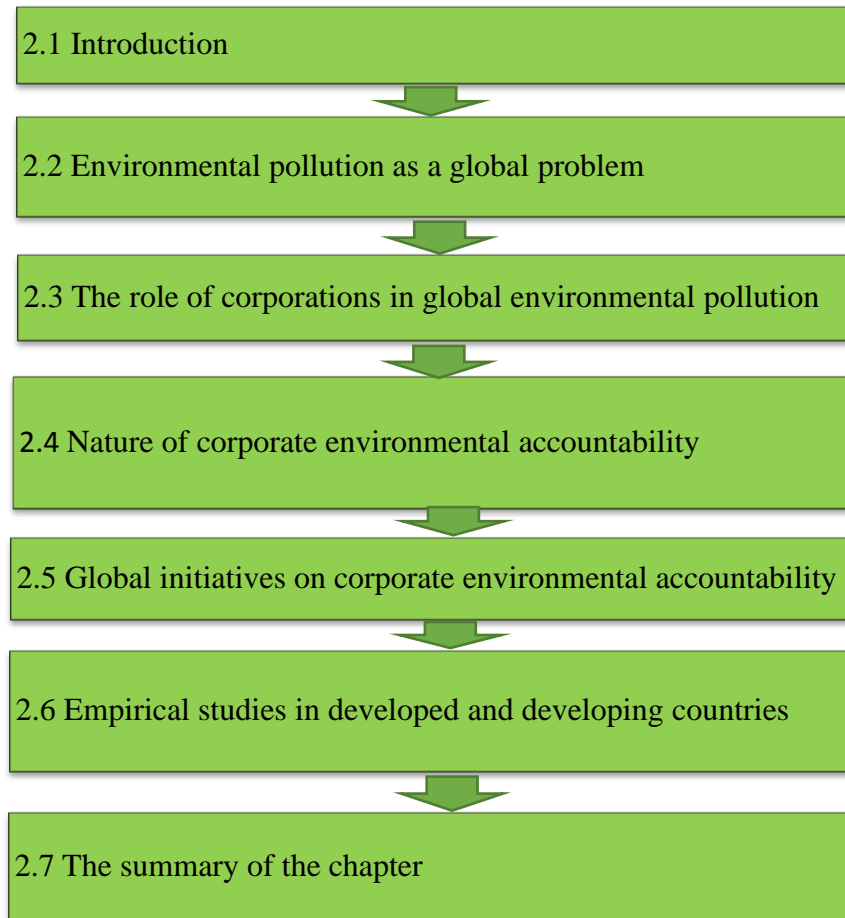 2.1 Introduction
2.2 Environmental pollution as a global problem
2.3 The role of corporations in global environmental pollution
2.4 Nature of corporate environmental accountability
2.5 Global initiatives on corporate environmental accountability
2.6 Empirical studies in developed and developing countries
2.7 The summary of the chapter